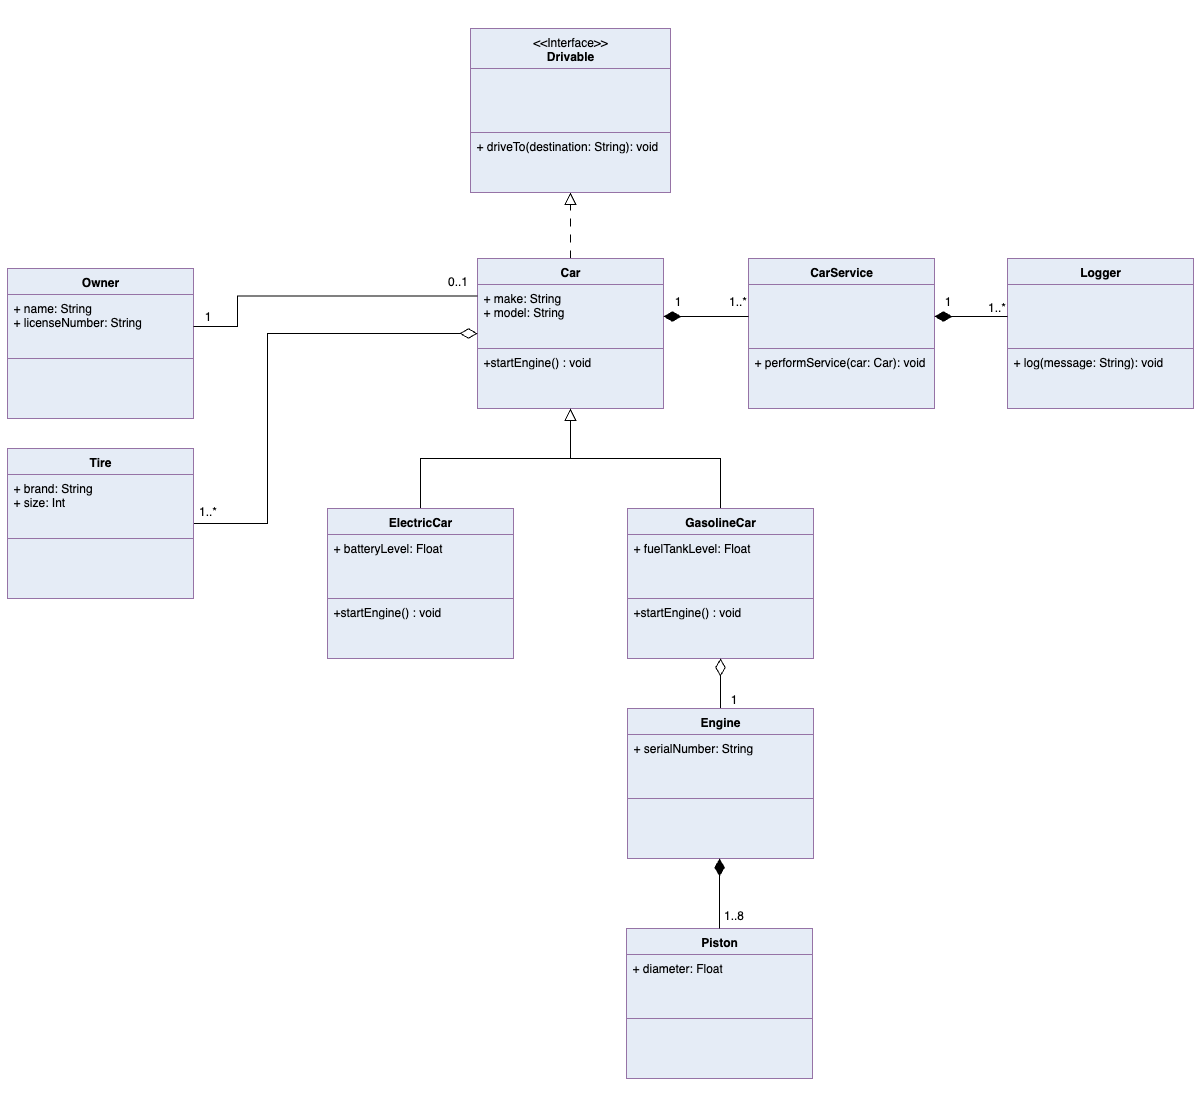 <<Interface>>
Drivable
+ driveTo(destination: String): void
Owner
+ name: String
+ licenseNumber: String
1
0..1
Car
+ make: String
+ model: String
+startEngine() : void
1
1..*
CarService
+ performService(car: Car): void
1
1..*
Logger
+ log(message: String): void
Tire
+ brand: String
+ size: Int
1..*
ElectricCar
+ batteryLevel: Float
+startEngine() : void
GasolineCar
+ fuelTankLevel: Float
+startEngine() : void
1
Engine
+ serialNumber: String
1..8
Piston
+ diameter: Float